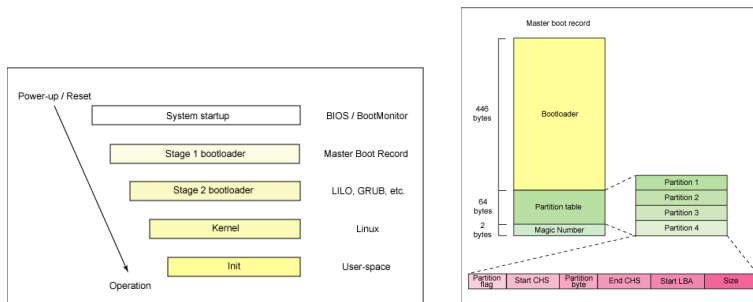 Power-up / Reset
System startup
BIOS / BootMonitor
Stage 1 bootloader
Master Boot Record
Stage 2 bootloader
LILO, GRUB, etc.
Kernel
Linux
Init
User-space
Operation
Master boot record
446
bytes
Bootloader
64
bytes
Partition table
2
bytes
Magic Number
Partition 1
Partition 2
Partition 3
Partition 4
Partition
flag
Start CHS
Partition
byte
End CHS
Start LBA
Size